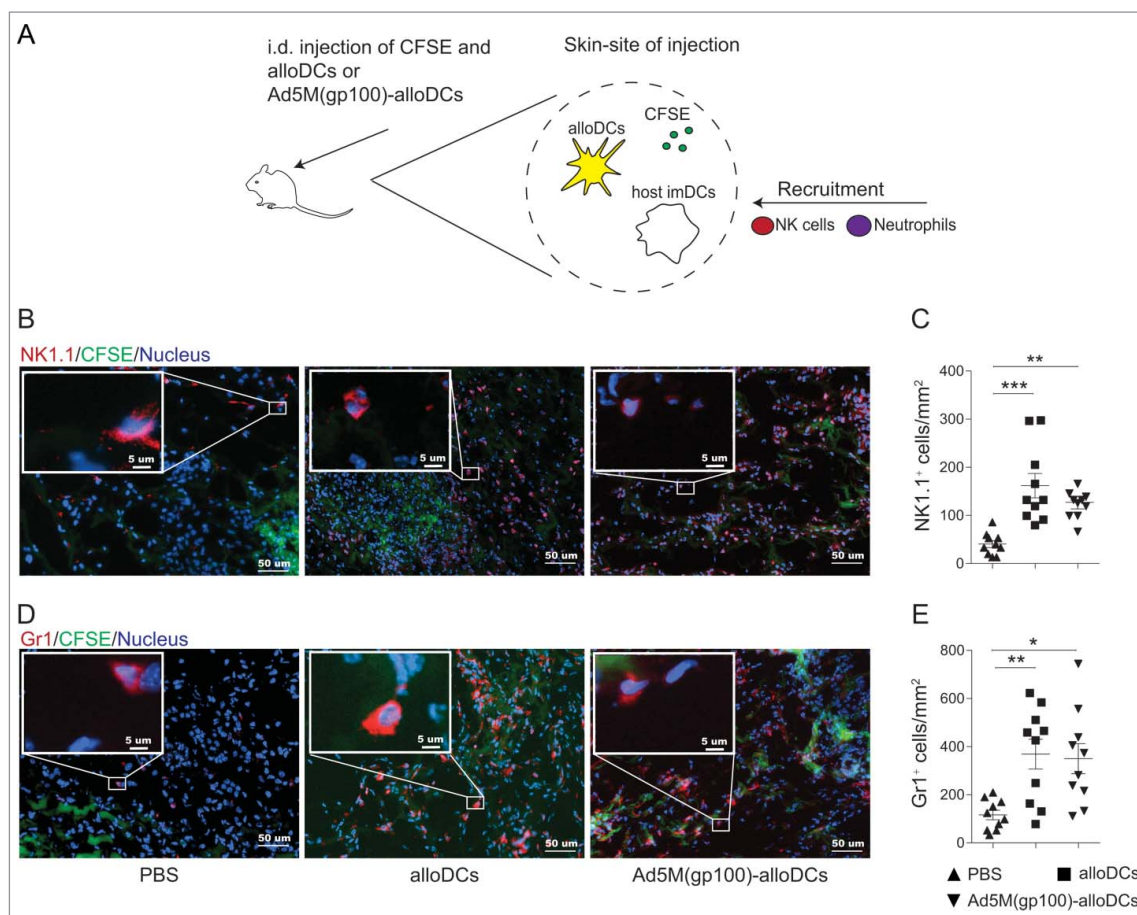 A
i.d. injection of CFSE and
alloDCs or
Ad5M(gp100)-alloDCs
Skin-site of injection
CFSE
alloDCs
host imDCs
Recruitment
NK cells
Neutrophils
B
NK1.1/CFSE/Nucleus
5 um
50 um
5 um
50 um
5 um
50 um
C
NK1.1+ cells/mm2
400
300
200
100
0
**
***
D
Gr1/CFSE/Nucleus
5 um
50 um
5 um
50 um
5 um
50 um
PBS
alloDCs
Ad5M(gp100)-alloDCs
E
Gr1+ cells/mm2
800
600
400
200
0
*
**
PBS
alloDCs
Ad5M(gp100)-alloDCs